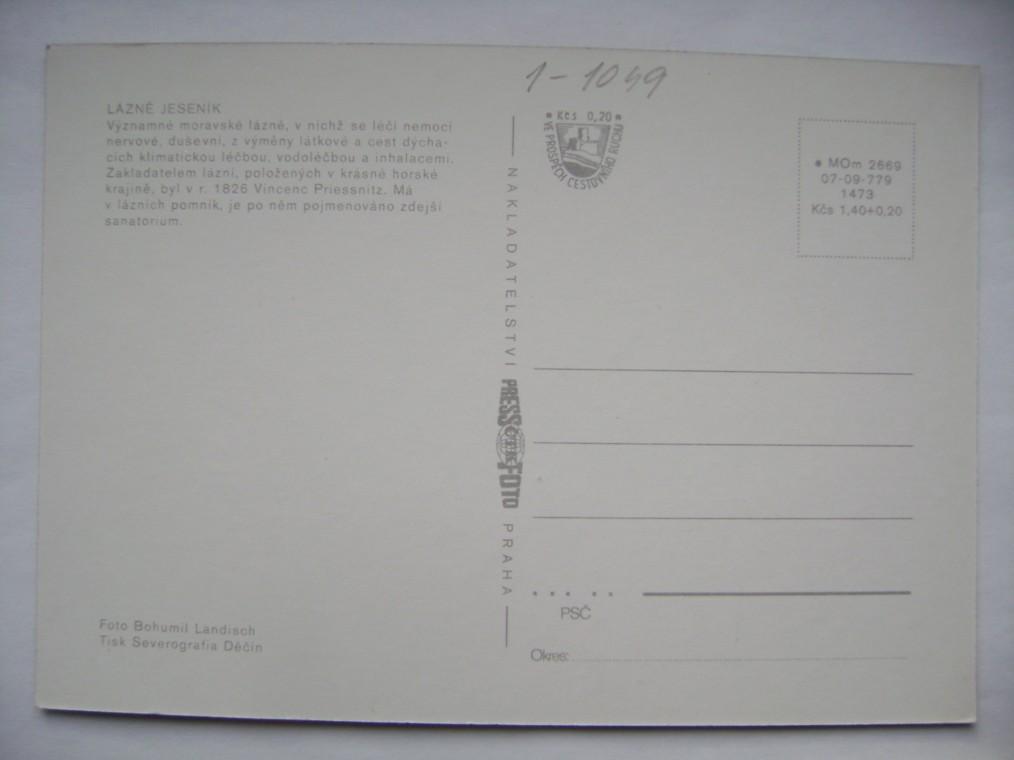 LÁZNĚ JESENÍK
Významné moravské lázně, v nichž se léčí nemoci
nervové, duševní, z výměny látkové a cest dýcha-
cích klimatickou léčbou, vodoléčbou a inhalacemi.
Zakladatelem lázní, položených v krásné horské
krajině, byl v r. 1826 Vincenc Priessnitz. Má
v lázních pomník, je po něm pojmenováno zdejší
sanatorium.
Foto Bohumil Landisch
Tisk Severografia Děčín
NAKLADATELSTVÍ
PRESSFOTO
ČTK
PRAHA
1-1049
Kčs 0,20
VE PROSPĚCH CESTOVNÍHO RUCHU
MOm 2669
07-09-779
1473
Kčs 1,40+0,20
PSČ
Okres: